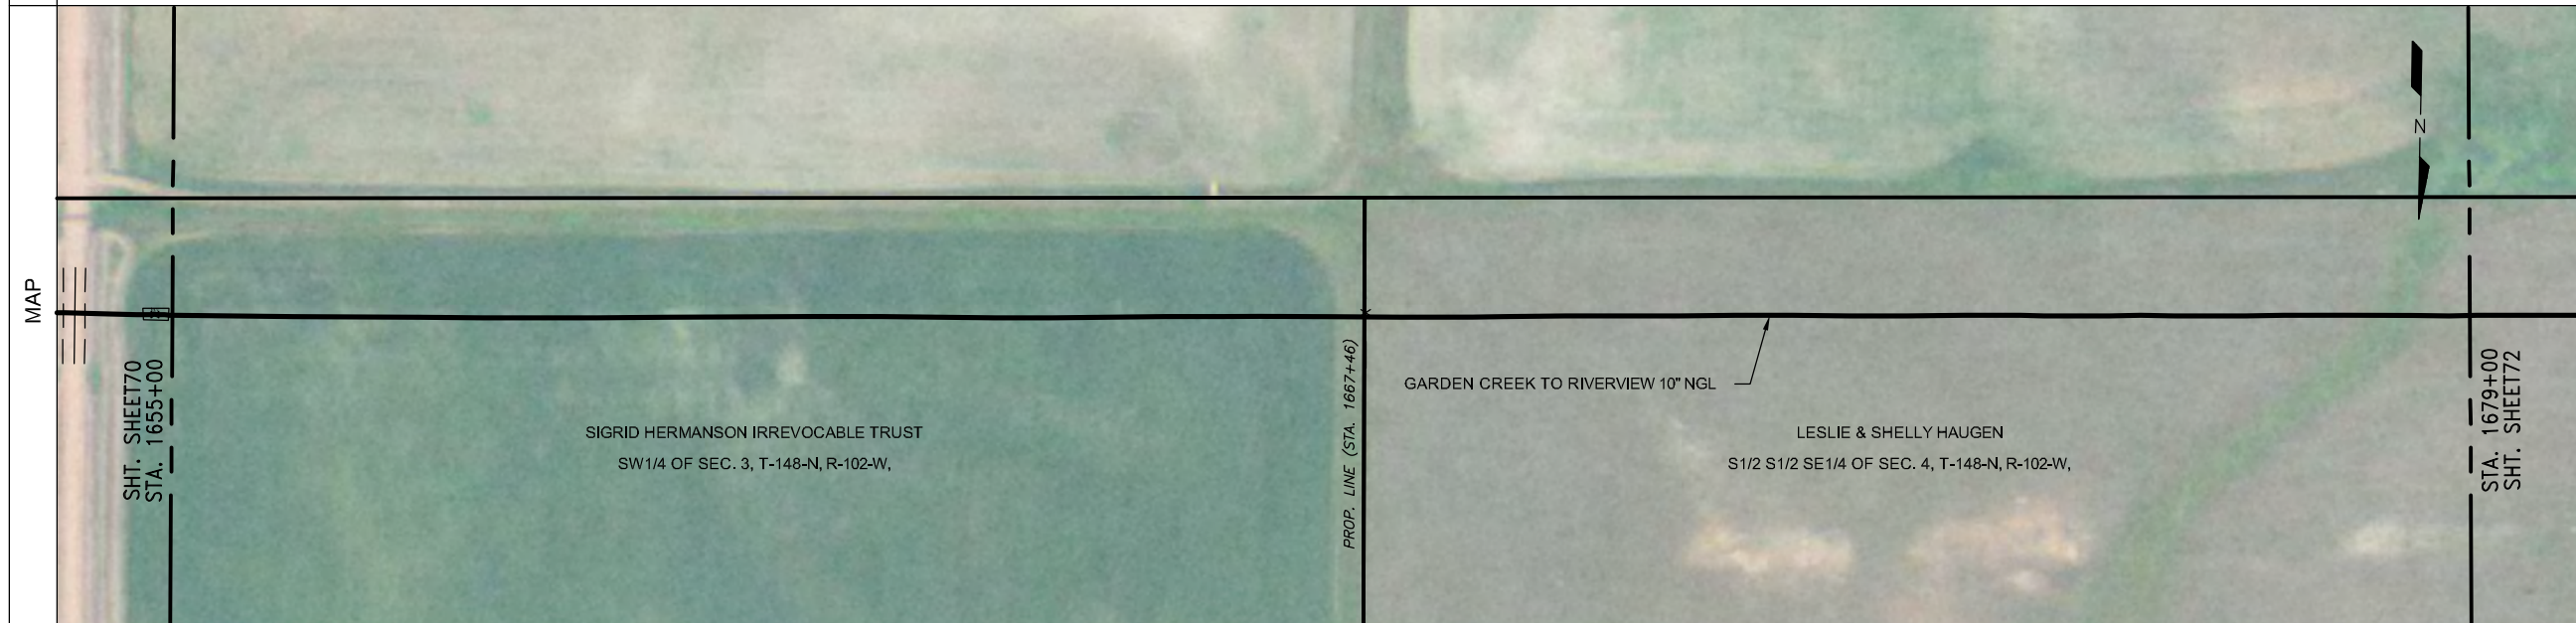 MAP
SHT. SHEET70
STA. 1655+00
SIGRID HERMANSON IRREVOCABLE TRUST
SW1/4 OF SEC. 3, T-148-N, R-102-W,
PROP. LINE (STA. 1667+46)
GARDEN CREEK TO RIVERVIEW 10" NGL
LESLIE & SHELLY HAUGEN
S1/2 S1/2 SE1/4 OF SEC. 4, T-148-N, R-102-W,
N
STA. 1679+00
SHT. SHEET72